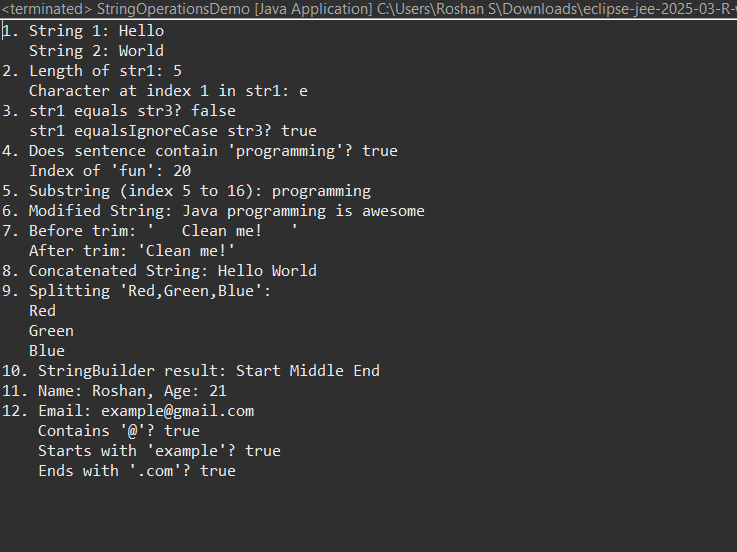 <terminated> StringOperationsDemo [Java Application] C:\Users\Roshan S\Downloads\eclipse-jee-2025-03-R-
1. String 1: Hello
   String 2: World
2. Length of str1: 5
   Character at index 1 in str1: e
3. str1 equals str3? false
   str1 equalsIgnoreCase str3? true
4. Does sentence contain 'programming'? true
   Index of 'fun': 20
5. Substring (index 5 to 16): programming
6. Modified String: Java programming is awesome
7. Before trim: '   Clean me!   '
   After trim: 'Clean me!'
8. Concatenated String: Hello World
9. Splitting 'Red,Green,Blue':
   Red
   Green
   Blue
10. StringBuilder result: Start Middle End
11. Name: Roshan, Age: 21
12. Email: example@gmail.com
    Contains '@'? true
    Starts with 'example'? true
    Ends with '.com'? true